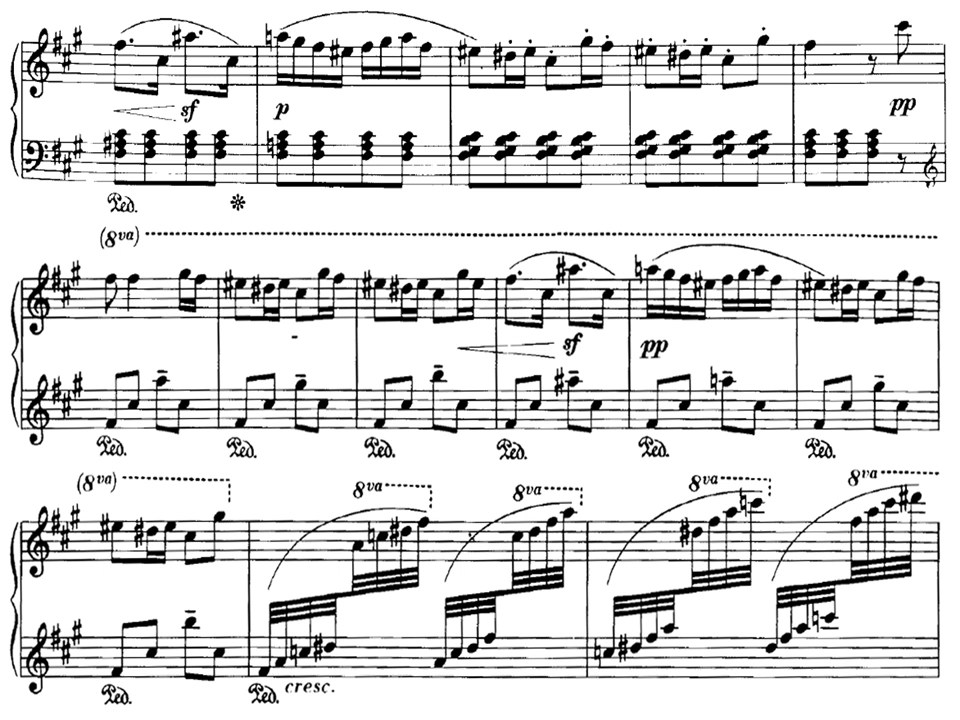 sf p pp
Ped. *
(8va)
sf pp
Ped. Ped. Ped. Ped. Ped. Ped.
(8va) 8va 8va 8va 8va
Ped. Ped. cresc.